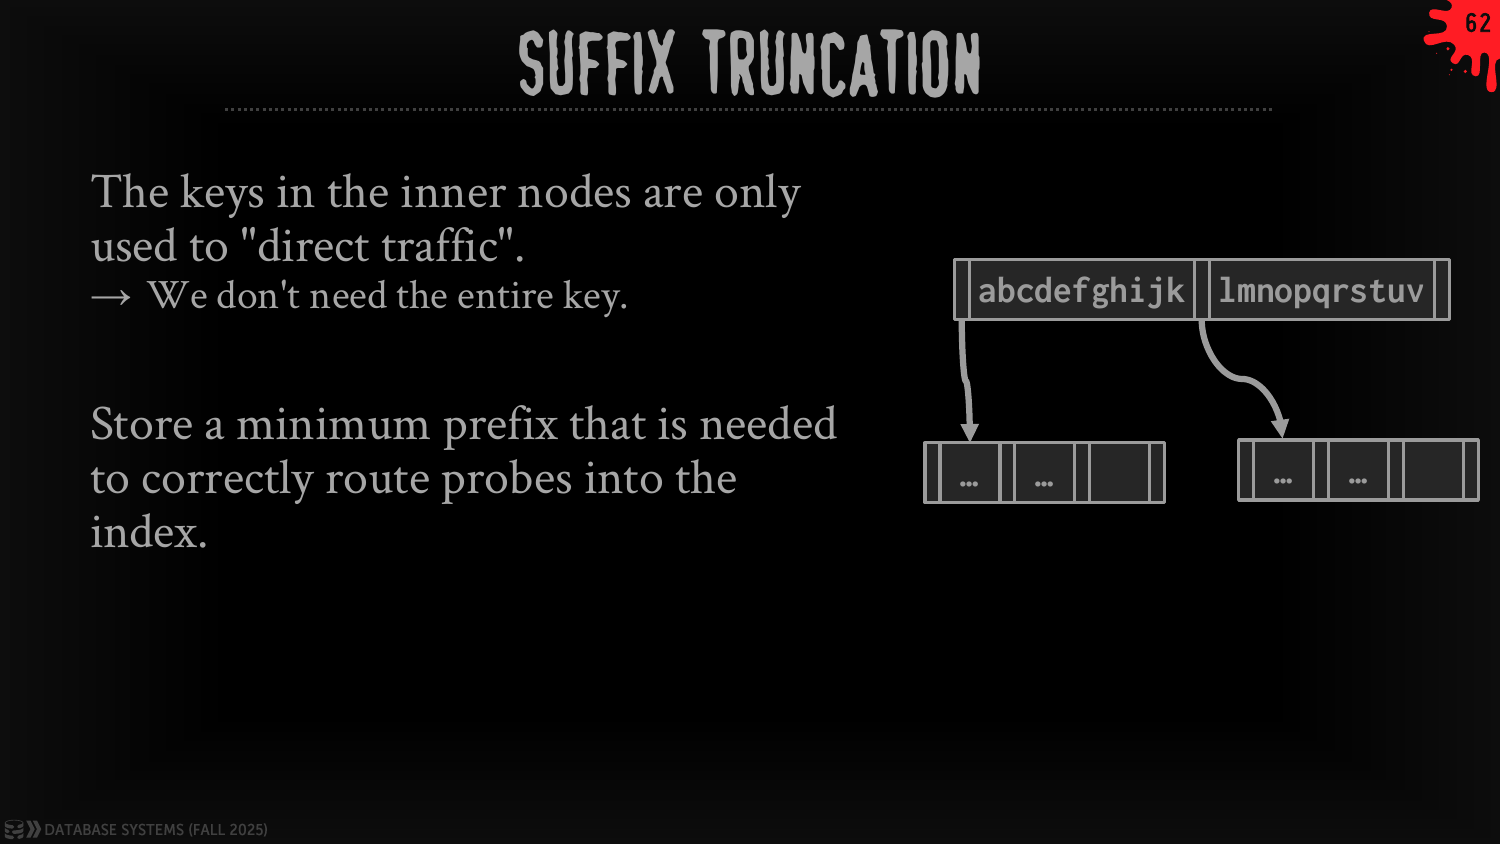 SUFFIX TRUNCATION
62
The keys in the inner nodes are only
used to "direct traffic".
→ We don't need the entire key.
Store a minimum prefix that is needed
to correctly route probes into the
index.
abcdefghijk lmnopqrstuv
… … … …
DATABASE SYSTEMS (FALL 2025)